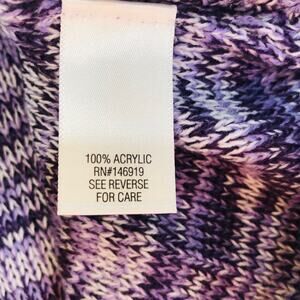 100% ACRYLIC
RN#146919
SEE REVERSE
FOR CARE